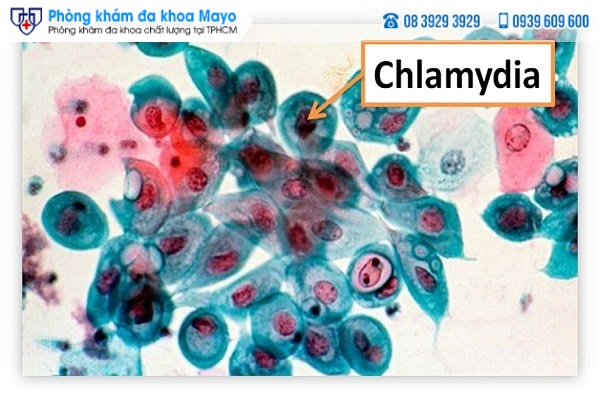 Phòng khám đa khoa Mayo
Phòng khám đa khoa chất lượng tại TPHCM
08 3929 3929
0939 609 600
Chlamydia